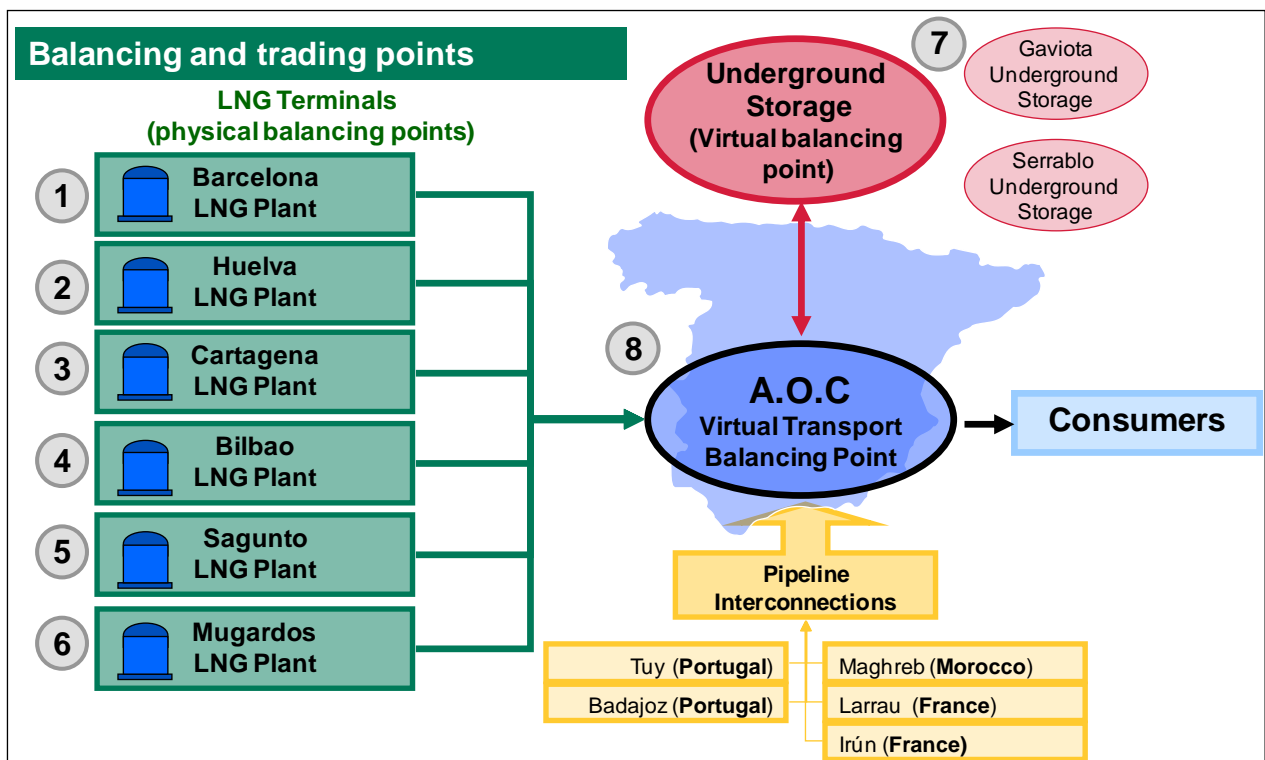 Balancing and trading points
LNG Terminals
(physical balancing points)
1
Barcelona
LNG Plant
2
Huelva
LNG Plant
3
Cartagena
LNG Plant
4
Bilbao
LNG Plant
5
Sagunto
LNG Plant
6
Mugardos
LNG Plant
Underground
Storage
(Virtual balancing
point)
7
Gaviota
Underground
Storage
Serrablo
Underground
Storage
8
A.O.C
Virtual Transport
Balancing Point
Consumers
Pipeline
Interconnections
Tuy (Portugal)
Badajoz (Portugal)
Maghreb (Morocco)
Larrau (France)
Irún (France)